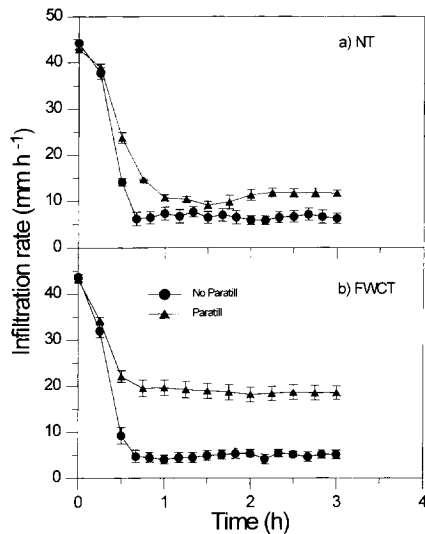 50
a) NT
40
30
20
10
0
Infiltration rate (mm h⁻¹)
No Paratill
Paratill
b) FWCT
40
30
20
10
0
0 1 2 3 4
Time (h)